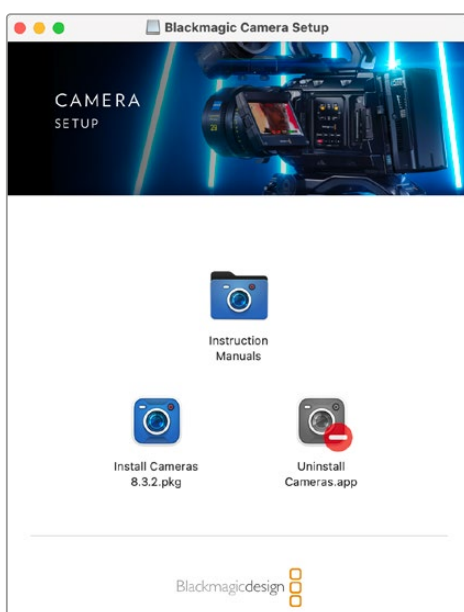 Blackmagic Camera Setup
CAMERA
SETUP
Instruction
Manuals
Install Cameras
8.3.2.pkg
Uninstall
Cameras.app
Blackmagicdesign